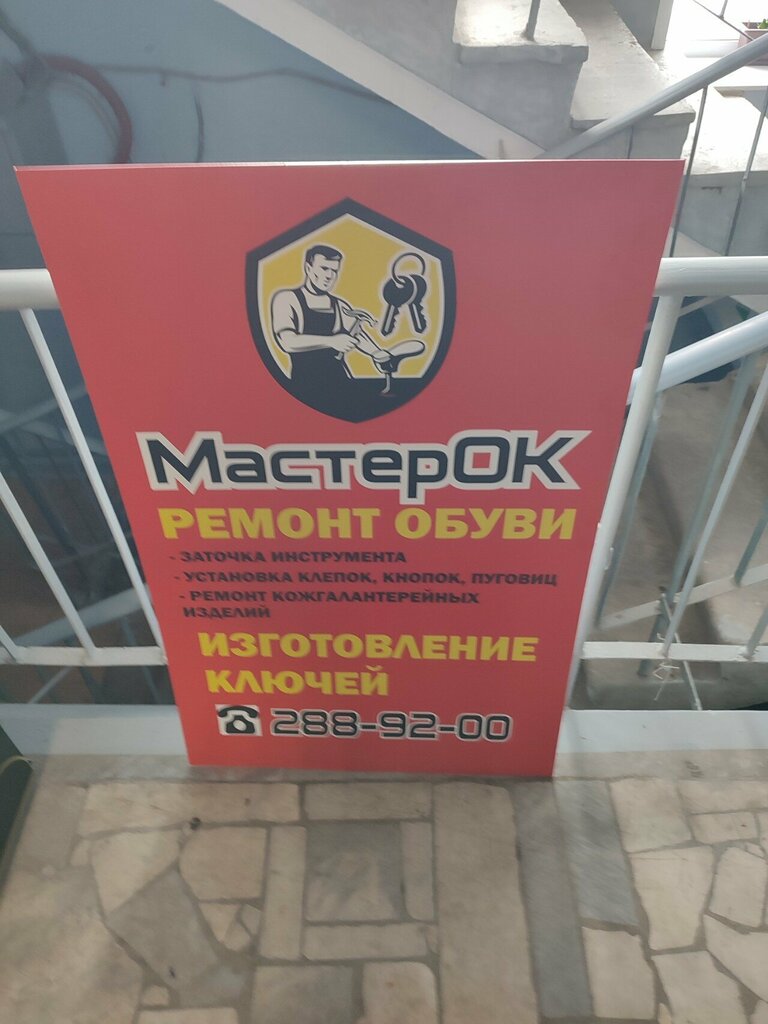 МастерОК
РЕМОНТ ОБУВИ
- ЗАТОЧКА ИНСТРУМЕНТА
- УСТАНОВКА КЛЕПОК, КНОПОК, ПУГОВИЦ
- РЕМОНТ КОЖГАЛАНТЕРЕЙНЫХ
ИЗДЕЛИЙ
ИЗГОТОВЛЕНИЕ
КЛЮЧЕЙ
288-92-00